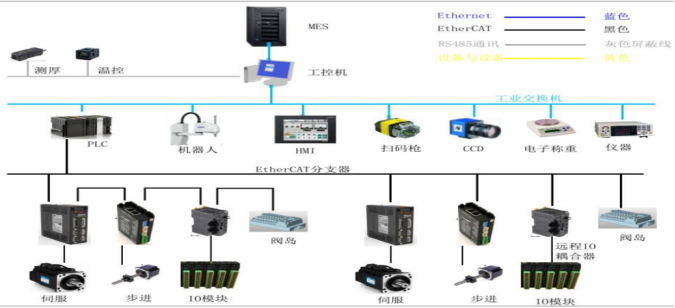 MES
Ethernet 蓝色
EtherCAT 黑色
RS485通讯 灰色屏蔽线
设备与设备 黄色
测厚
温控
工控机
工业交换机
PLC
机器人
HMI
扫码枪
CCD
电子称重
仪器
EtherCAT分支器
阀岛
远程IO
耦合器
阀岛
伺服
步进
IO模块
伺服
步进
IO模块